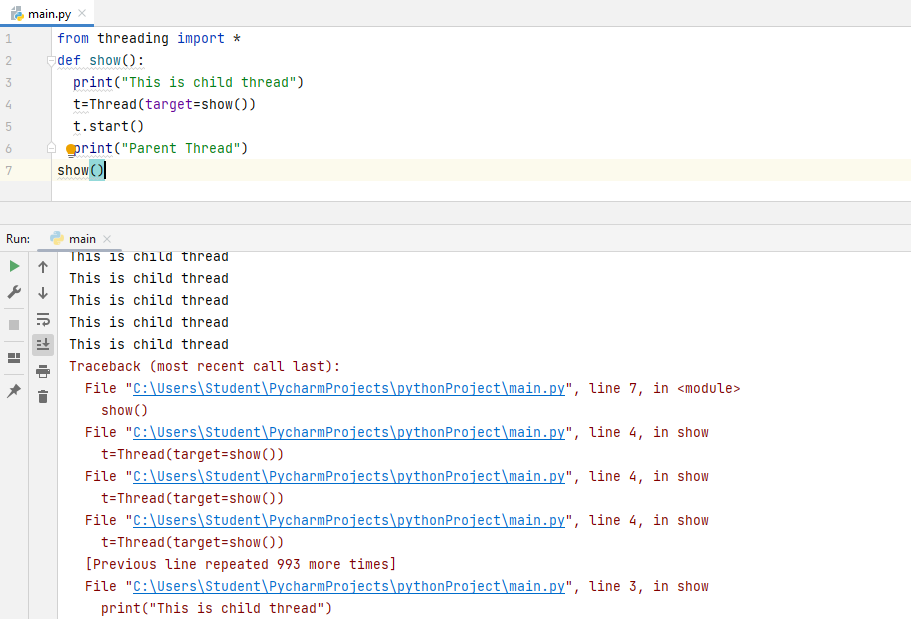 main.py
1 from threading import *
2 def show():
3 print("This is child thread")
4 t=Thread(target=show())
5 t.start()
6 print("Parent Thread")
7 show()
Run: main
This is child thread
This is child thread
This is child thread
This is child thread
This is child thread
Traceback (most recent call last):
File "C:\Users\Student\PycharmProjects\pythonProject\main.py", line 7, in <module>
show()
File "C:\Users\Student\PycharmProjects\pythonProject\main.py", line 4, in show
t=Thread(target=show())
File "C:\Users\Student\PycharmProjects\pythonProject\main.py", line 4, in show
t=Thread(target=show())
File "C:\Users\Student\PycharmProjects\pythonProject\main.py", line 4, in show
t=Thread(target=show())
[Previous line repeated 993 more times]
File "C:\Users\Student\PycharmProjects\pythonProject\main.py", line 3, in show
print("This is child thread")